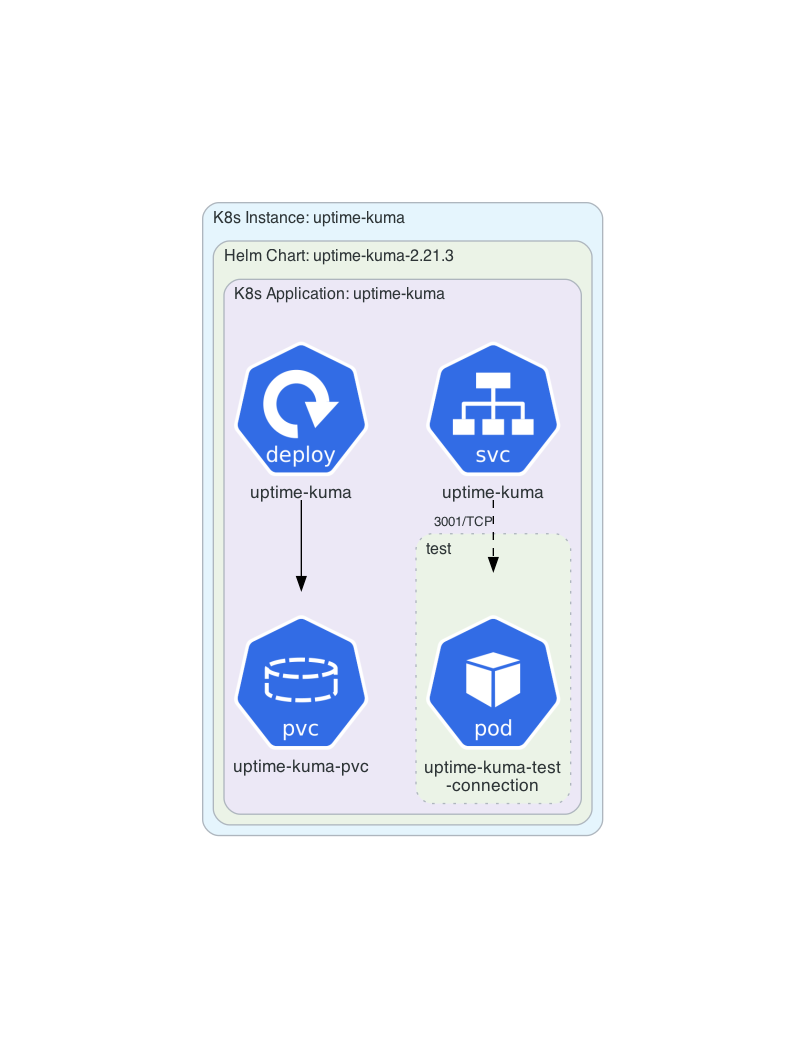 K8s Instance: uptime-kuma
Helm Chart: uptime-kuma-2.21.3
K8s Application: uptime-kuma
deploy
uptime-kuma
svc
uptime-kuma
3001/TCP
test
pvc
uptime-kuma-pvc
pod
uptime-kuma-test
-connection